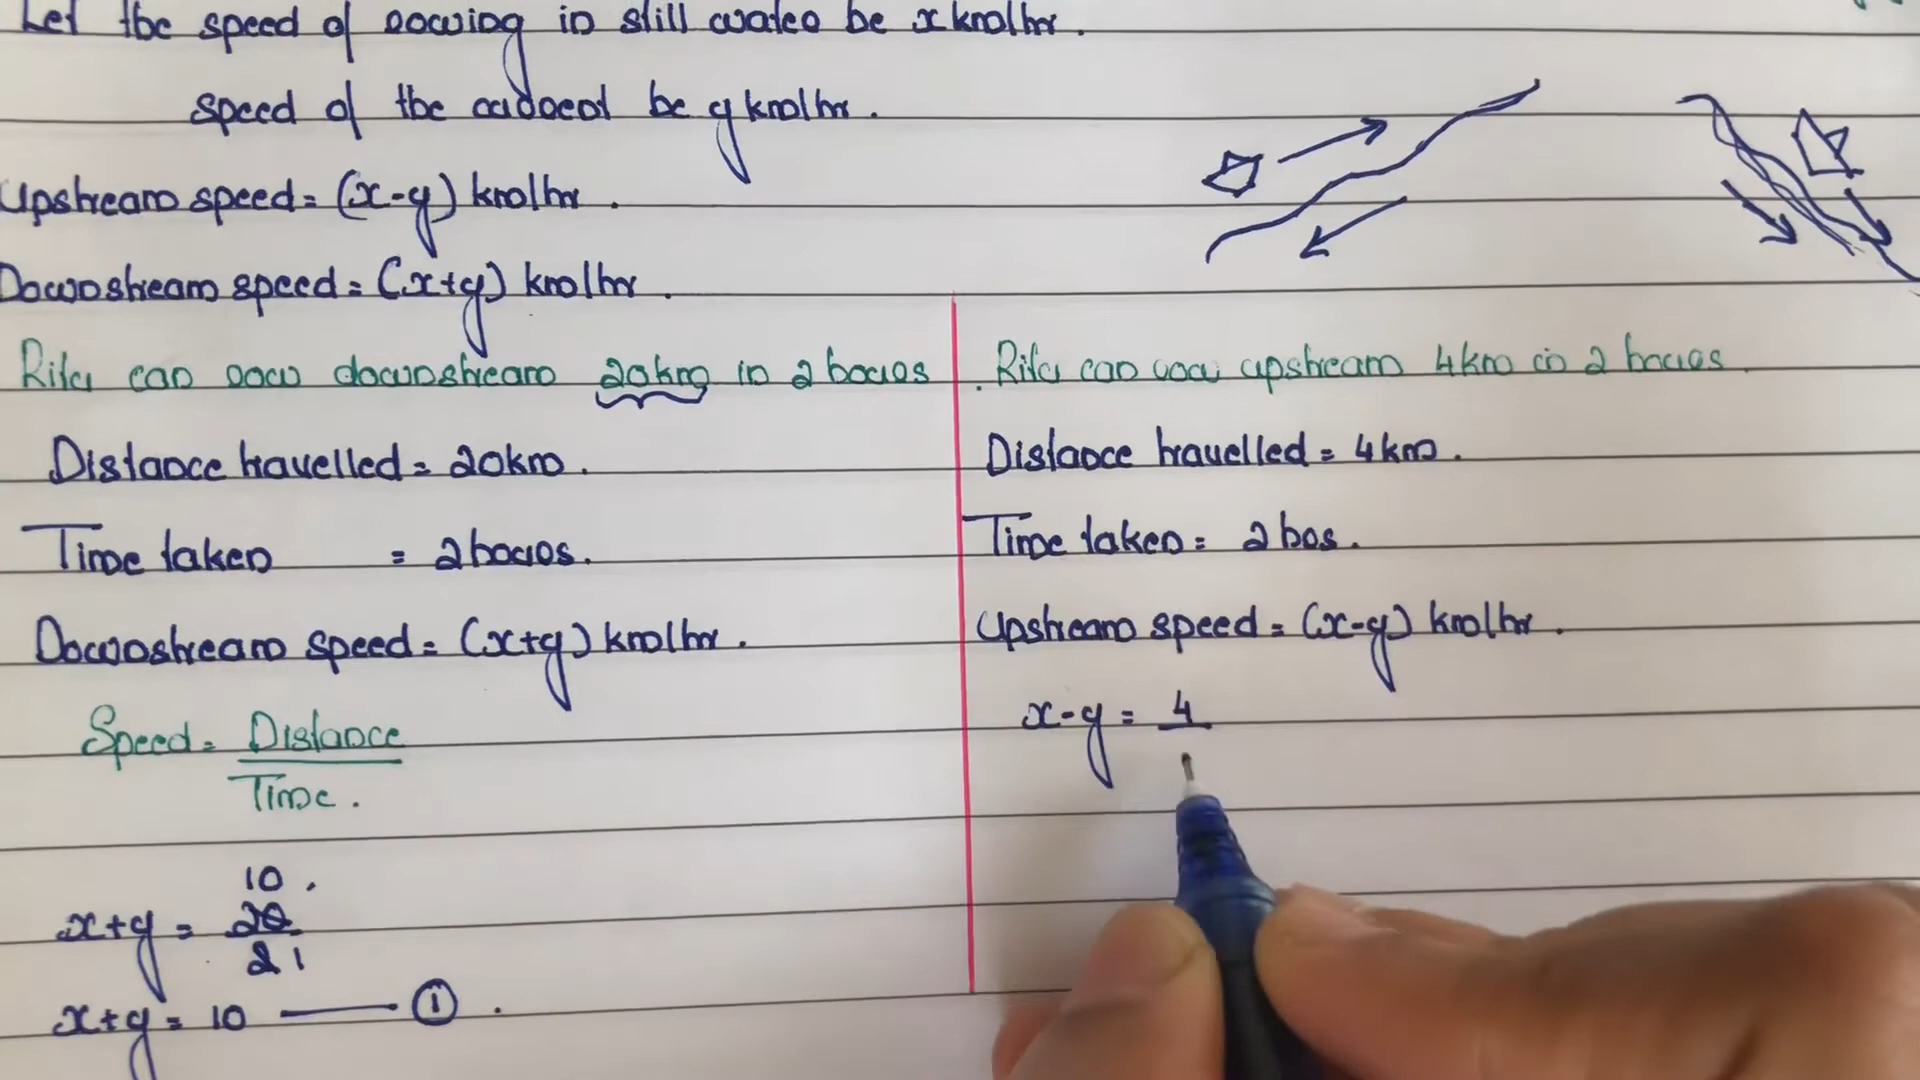 Let the speed of rowing in still water be x km/hr.
speed of the current be y km/hr.
Upstream speed = (x-y) km/hr.
Downstream speed = (x+y) km/hr.
Ritu can row downstream 20km in 2 hours
Distance travelled = 20km.
Time taken = 2 hours.
Downstream speed = (x+y) km/hr.
Speed = Distance
Time.
10.
x+y = 20
2 1
x+y = 10 ——— ①.
Ritu can row upstream 4km in 2 hours.
Distance travelled = 4km.
Time taken = 2 hrs.
Upstream speed = (x-y) km/hr.
x-y = 4